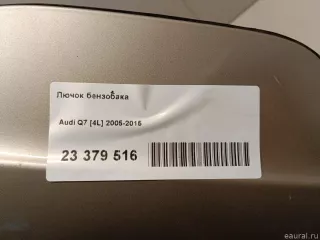 Лючок бензобака
Audi Q7 [4L] 2005-2015
23 379 516
eaural.ru